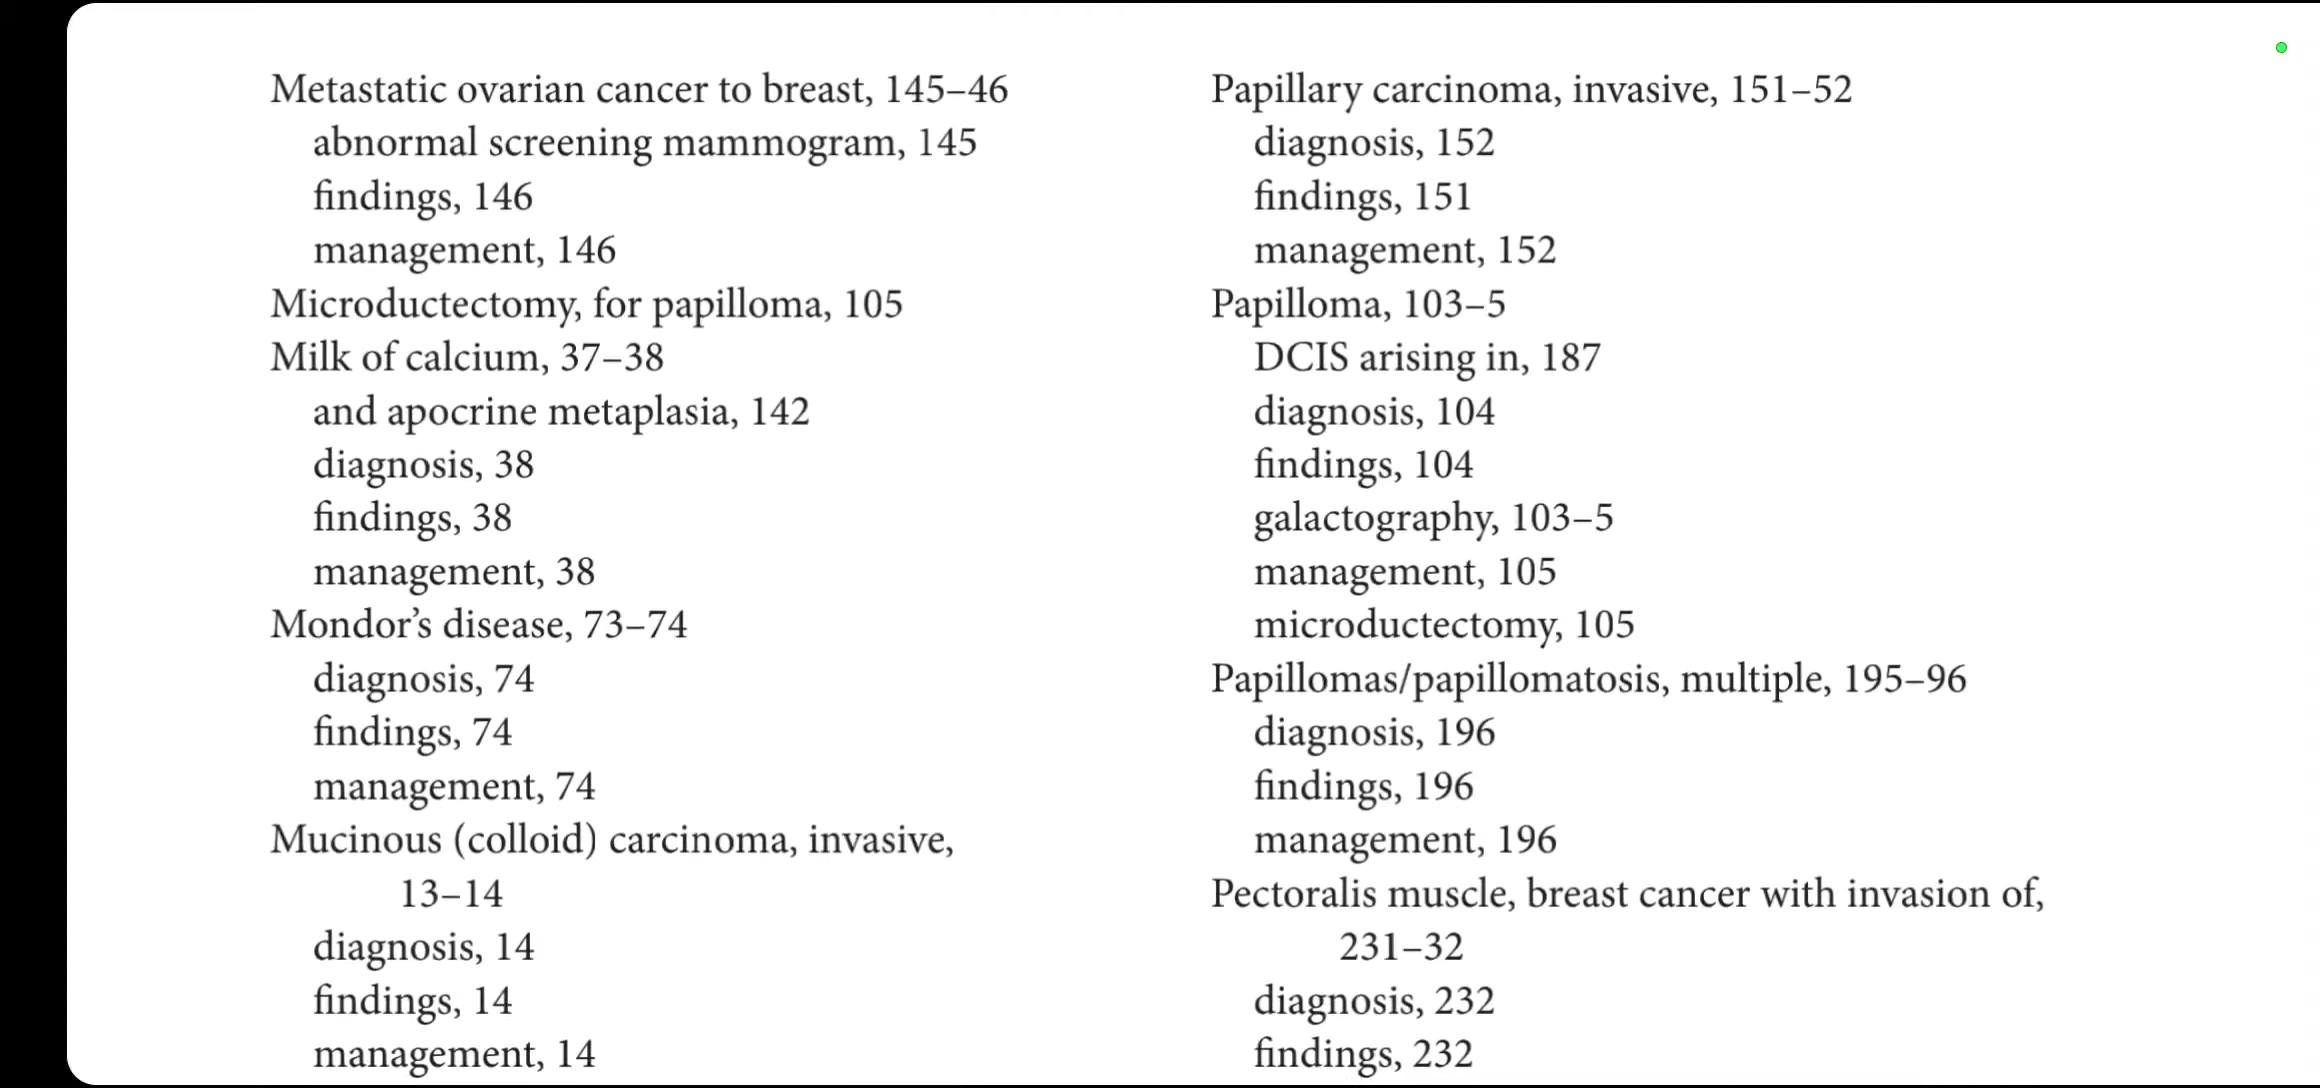 Metastatic ovarian cancer to breast, 145–46
abnormal screening mammogram, 145
findings, 146
management, 146
Microductectomy, for papilloma, 105
Milk of calcium, 37–38
and apocrine metaplasia, 142
diagnosis, 38
findings, 38
management, 38
Mondor’s disease, 73–74
diagnosis, 74
findings, 74
management, 74
Mucinous (colloid) carcinoma, invasive,
13–14
diagnosis, 14
findings, 14
management, 14
Papillary carcinoma, invasive, 151–52
diagnosis, 152
findings, 151
management, 152
Papilloma, 103–5
DCIS arising in, 187
diagnosis, 104
findings, 104
galactography, 103–5
management, 105
microductectomy, 105
Papillomas/papillomatosis, multiple, 195–96
diagnosis, 196
findings, 196
management, 196
Pectoralis muscle, breast cancer with invasion of,
231–32
diagnosis, 232
findings, 232